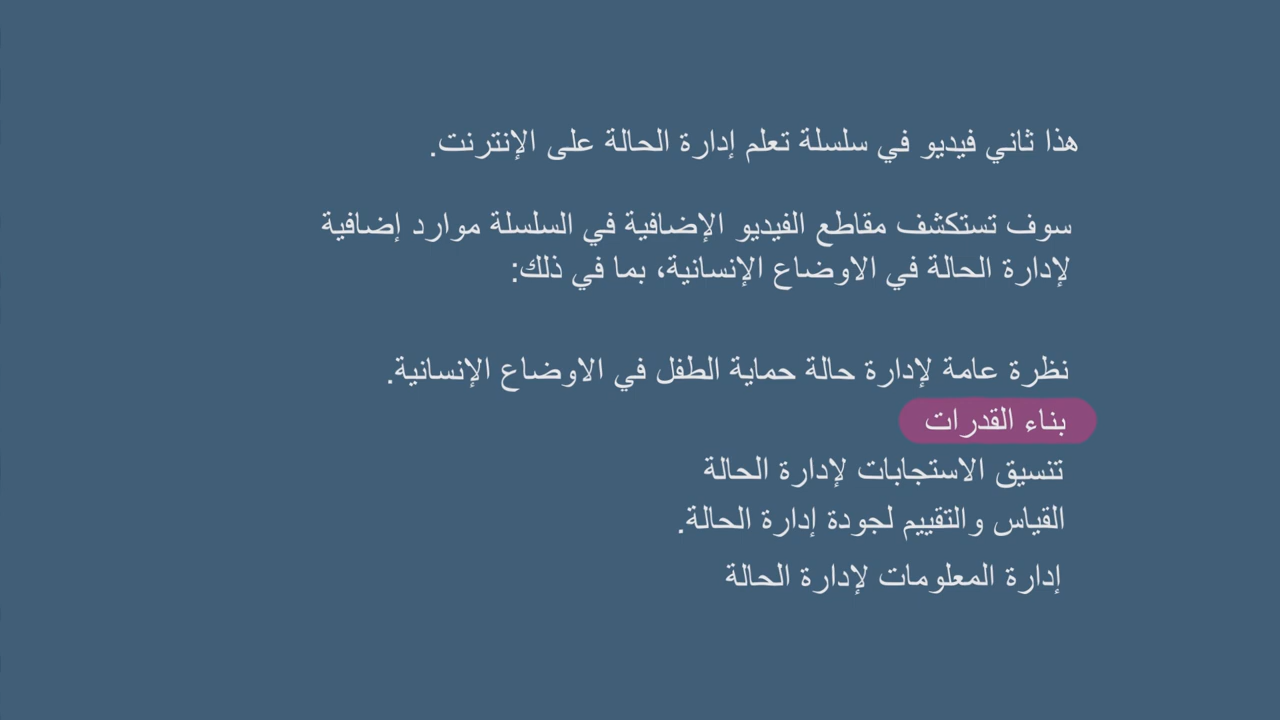 هذا ثاني فيديو في سلسلة تعلم إدارة الحالة على الإنترنت.
سوف تستكشف مقاطع الفيديو الإضافية في السلسلة موارد إضافية
لإدارة الحالة في الاوضاع الإنسانية، بما في ذلك:
نظرة عامة لإدارة حالة حماية الطفل في الاوضاع الإنسانية.
بناء القدرات
تنسيق الاستجابات لإدارة الحالة
القياس والتقييم لجودة إدارة الحالة.
إدارة المعلومات لإدارة الحالة